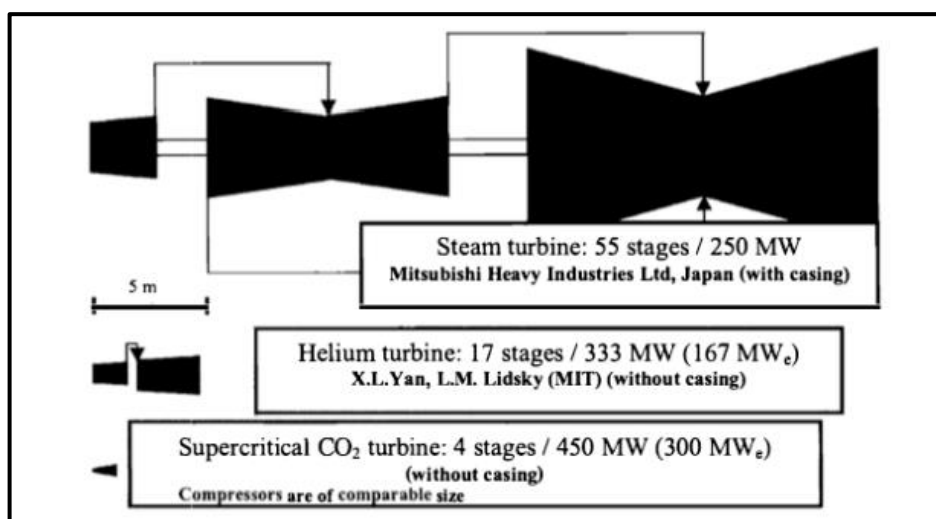 Steam turbine: 55 stages / 250 MW
Mitsubishi Heavy Industries Ltd, Japan (with casing)
5 m
Helium turbine: 17 stages / 333 MW (167 MWₑ)
X.L.Yan, L.M. Lidsky (MIT) (without casing)
Supercritical CO₂ turbine: 4 stages / 450 MW (300 MWₑ)
(without casing)
Compressors are of comparable size